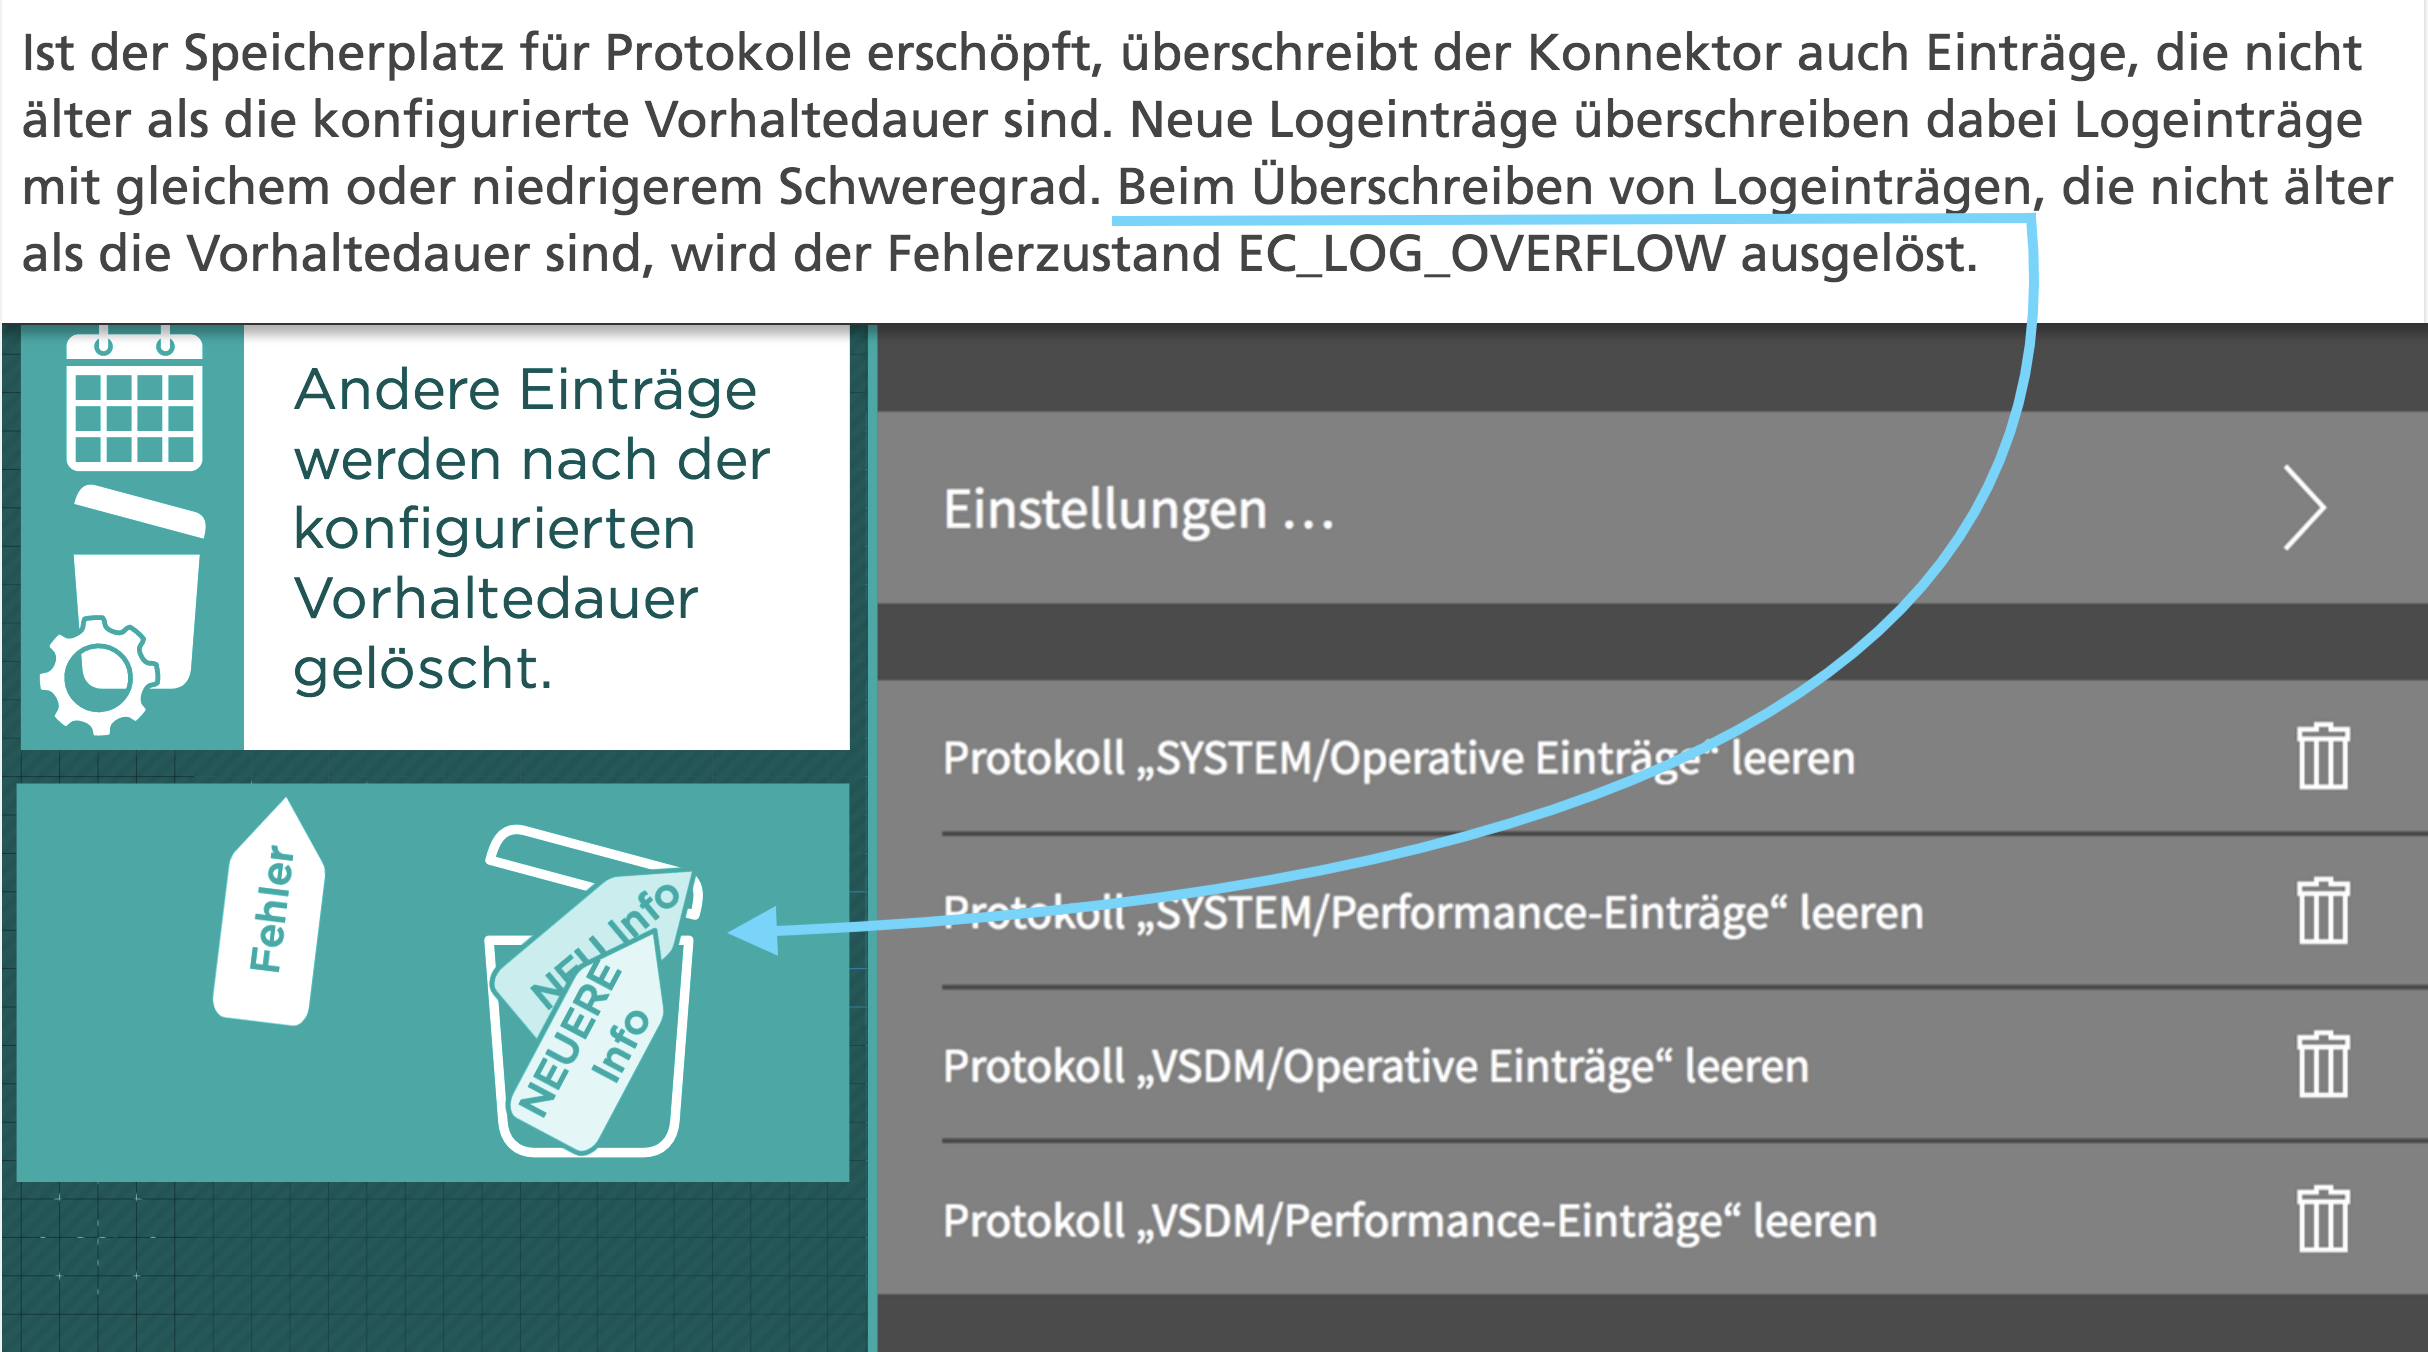 Ist der Speicherplatz für Protokolle erschöpft, überschreibt der Konnektor auch Einträge, die nicht
älter als die konfigurierte Vorhaltedauer sind. Neue Logeinträge überschreiben dabei Logeinträge
mit gleichem oder niedrigerem Schweregrad. Beim Überschreiben von Logeinträgen, die nicht älter
als die Vorhaltedauer sind, wird der Fehlerzustand EC_LOG_OVERFLOW ausgelöst.
Andere Einträge
werden nach der
konfigurierten
Vorhaltedauer
gelöscht.
Fehler
NEU Info
NEUERE
Info
Einstellungen …
Protokoll „SYSTEM/Operative Einträge“ leeren
Protokoll „SYSTEM/Performance-Einträge“ leeren
Protokoll „VSDM/Operative Einträge“ leeren
Protokoll „VSDM/Performance-Einträge“ leeren